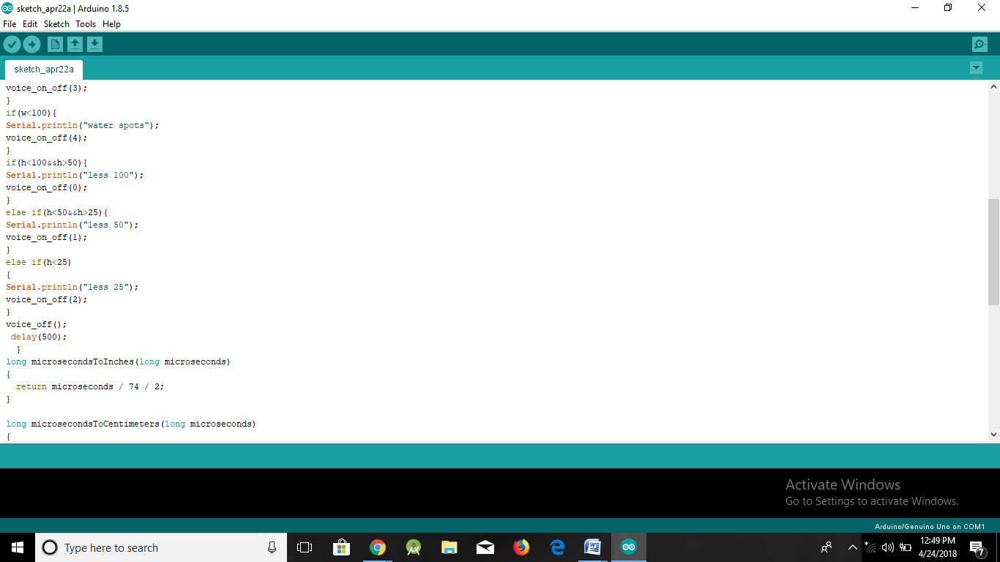 sketch_apr22a | Arduino 1.8.5
File Edit Sketch Tools Help
sketch_apr22a
voice_on_off(3);
}
if(w<100){
Serial.println("water spots");
voice_on_off(4);
}
if(h<100&&h>50){
Serial.println("less 100");
voice_on_off(0);
}
else if(h<50&&h>25){
Serial.println("less 50");
voice_on_off(1);
}
else if(h<25)
{
Serial.println("less 25");
voice_on_off(2);
}
voice_off();
delay(500);
}
long microsecondsToInches(long microseconds)
{
return microseconds / 74 / 2;
}
long microsecondsToCentimeters(long microseconds)
{
Activate Windows
Go to Settings to activate Windows.
Arduino/Genuino Uno on COM1
Type here to search
12:49 PM
4/24/2018
7